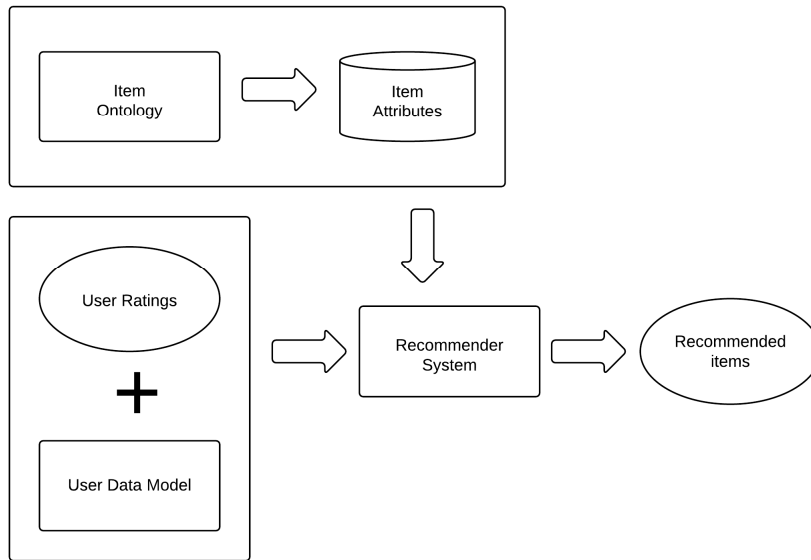 Item
Ontology
Item
Attributes
User Ratings
+
User Data Model
Recommender
System
Recommended
items